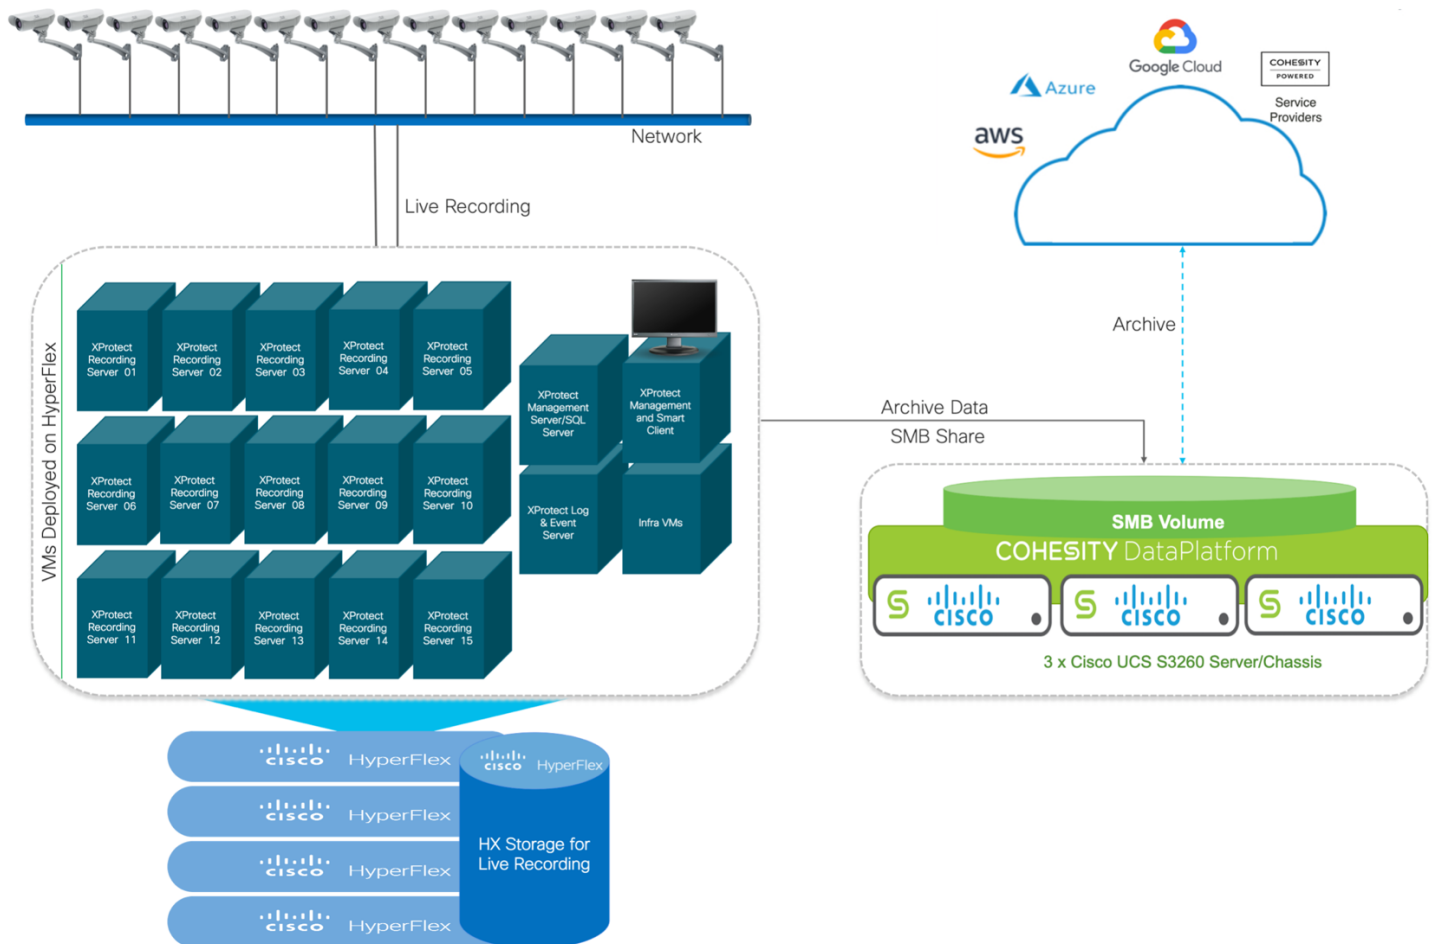 Google Cloud
COHESITY
POWERED
Azure
Service
Providers
aws
Network
Live Recording
VMs Deployed on HyperFlex
XProtect
Recording
Server 01
XProtect
Recording
Server 02
XProtect
Recording
Server 03
XProtect
Recording
Server 04
XProtect
Recording
Server 05
XProtect
Recording
Server 06
XProtect
Recording
Server 07
XProtect
Recording
Server 08
XProtect
Recording
Server 09
XProtect
Recording
Server 10
XProtect
Recording
Server 11
XProtect
Recording
Server 12
XProtect
Recording
Server 13
XProtect
Recording
Server 14
XProtect
Recording
Server 15
XProtect
Management
Server/SQL
Server
XProtect
Management
and Smart
Client
XProtect Log
& Event
Server
Infra VMs
Archive
Archive Data
SMB Share
SMB Volume
COHESITY DataPlatform
CISCO
CISCO
CISCO
3 x Cisco UCS S3260 Server/Chassis
CISCO HyperFlex
CISCO HyperFlex
CISCO HyperFlex
CISCO HyperFlex
CISCO HyperFlex
HX Storage for
Live Recording